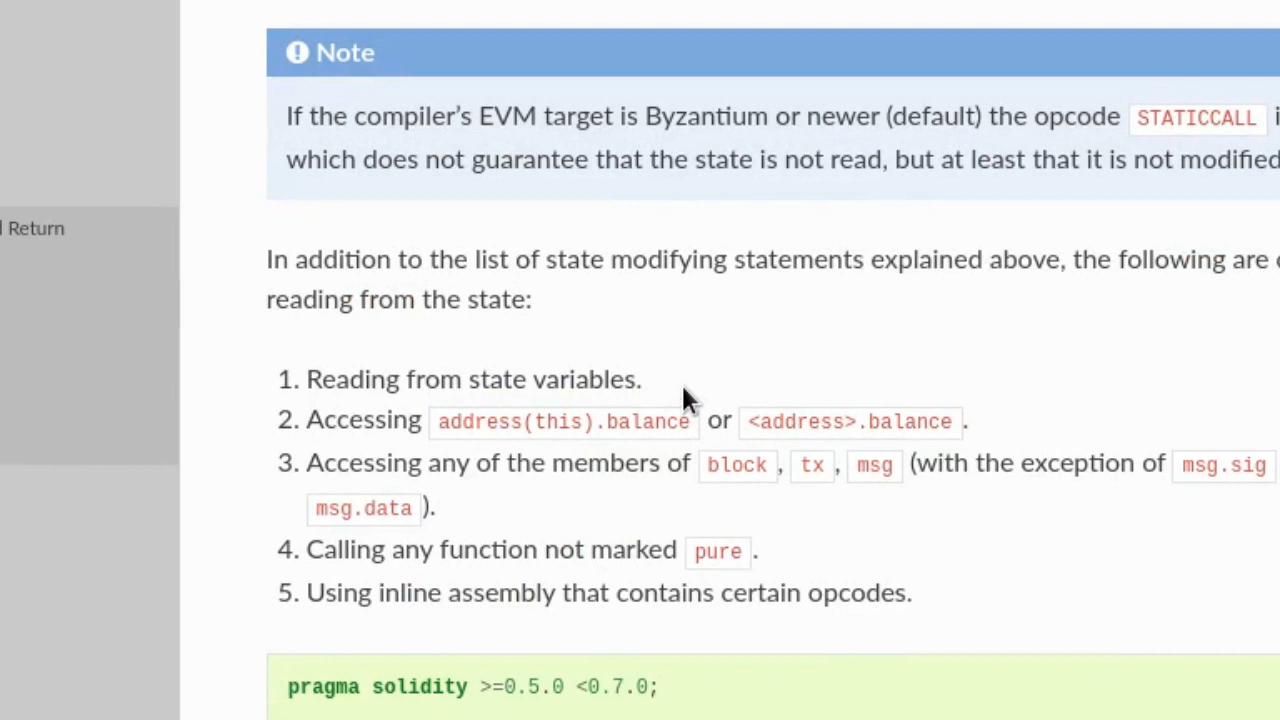 Note
If the compiler’s EVM target is Byzantium or newer (default) the opcode STATICCALL
which does not guarantee that the state is not read, but at least that it is not modified
l Return
In addition to the list of state modifying statements explained above, the following are
reading from the state:
1. Reading from state variables.
2. Accessing address(this).balance or <address>.balance.
3. Accessing any of the members of block, tx, msg (with the exception of msg.sig
msg.data).
4. Calling any function not marked pure.
5. Using inline assembly that contains certain opcodes.
pragma solidity >=0.5.0 <0.7.0;